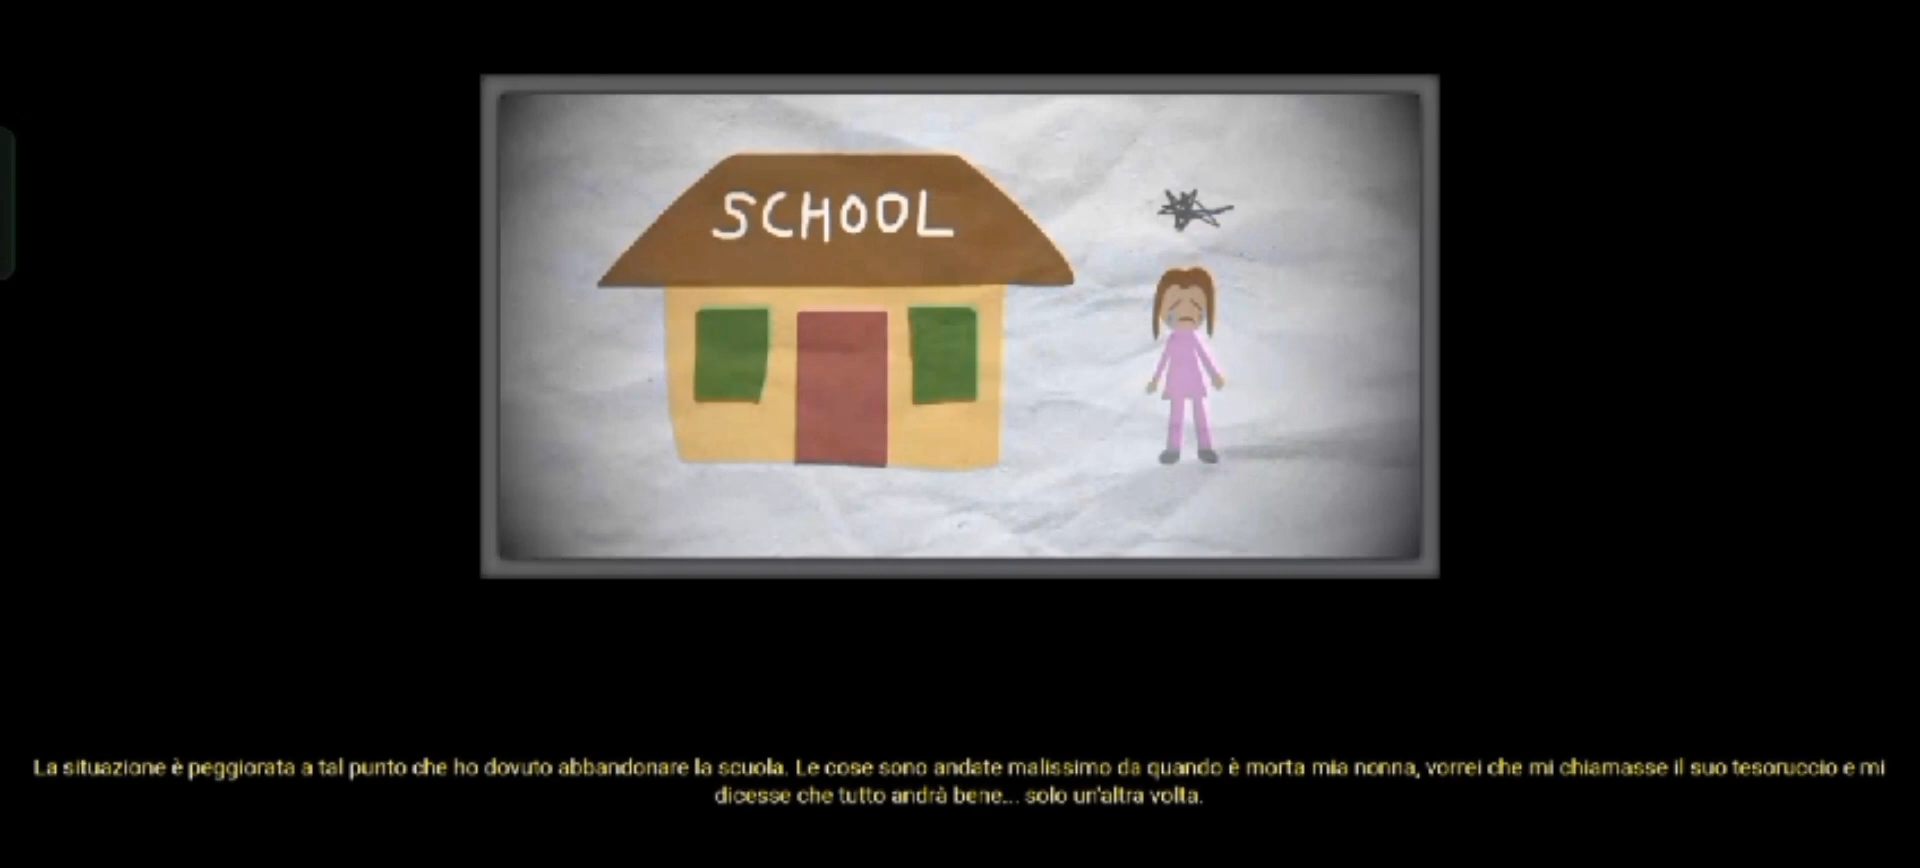 SCHOOL
La situazione è peggiorata a tal punto che ho dovuto abbandonare la scuola. Le cose sono andate malissimo da quando è morta mia nonna, vorrei che mi chiamasse il suo tesoruccio e mi
dicesse che tutto andrà bene... solo un'altra volta.